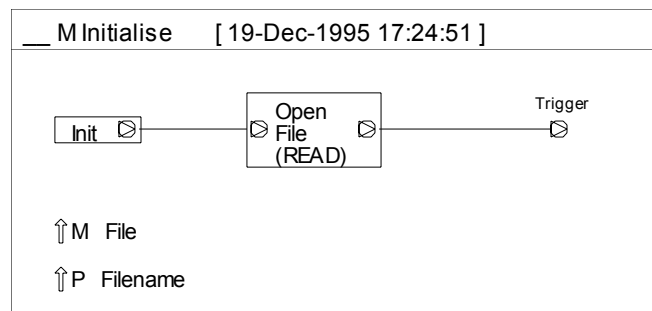 __ M Initialise [ 19-Dec-1995 17:24:51 ]
Trigger
Init
Open
File
(READ)
⇑ M File
⇑ P Filename